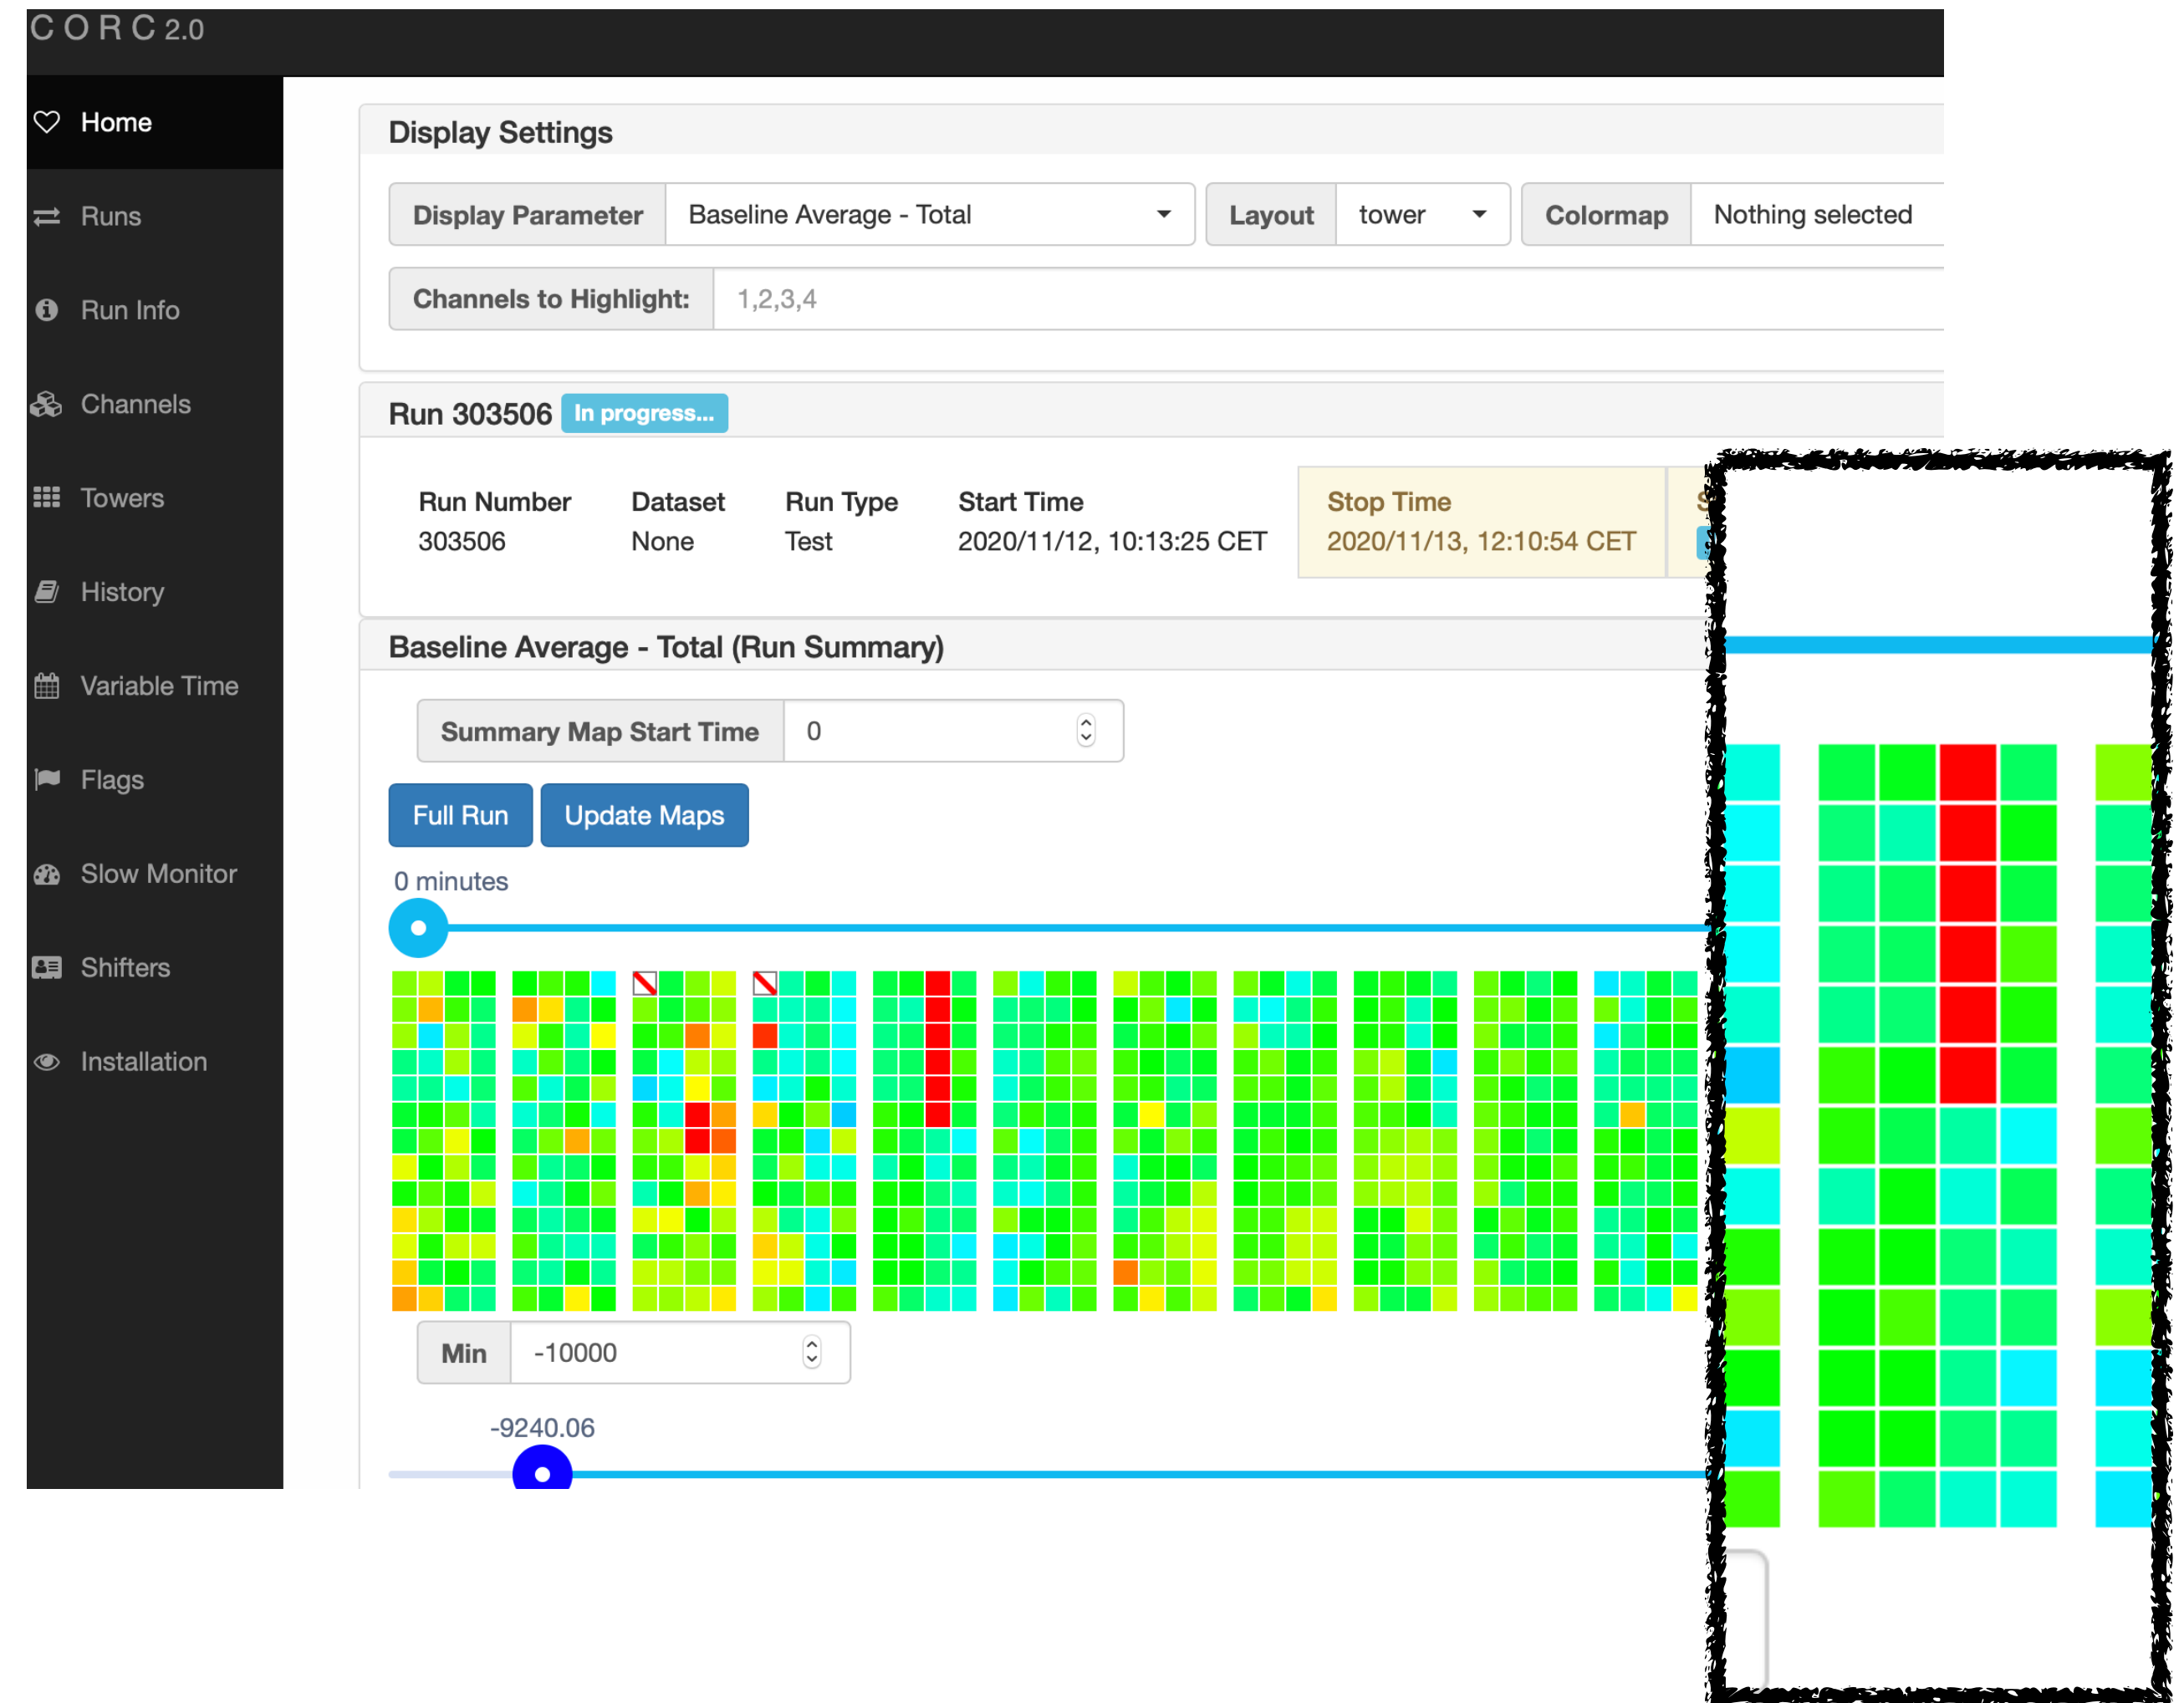 C O R C 2.0
Home
Runs
Run Info
Channels
Towers
History
Variable Time
Flags
Slow Monitor
Shifters
Installation
Display Settings
Display Parameter Baseline Average - Total Layout tower Colormap Nothing selected
Channels to Highlight: 1,2,3,4
Run 303506 In progress...
Run Number Dataset Run Type Start Time Stop Time
303506 None Test 2020/11/12, 10:13:25 CET 2020/11/13, 12:10:54 CET
Baseline Average - Total (Run Summary)
Summary Map Start Time 0
Full Run Update Maps
0 minutes
Min -10000
-9240.06